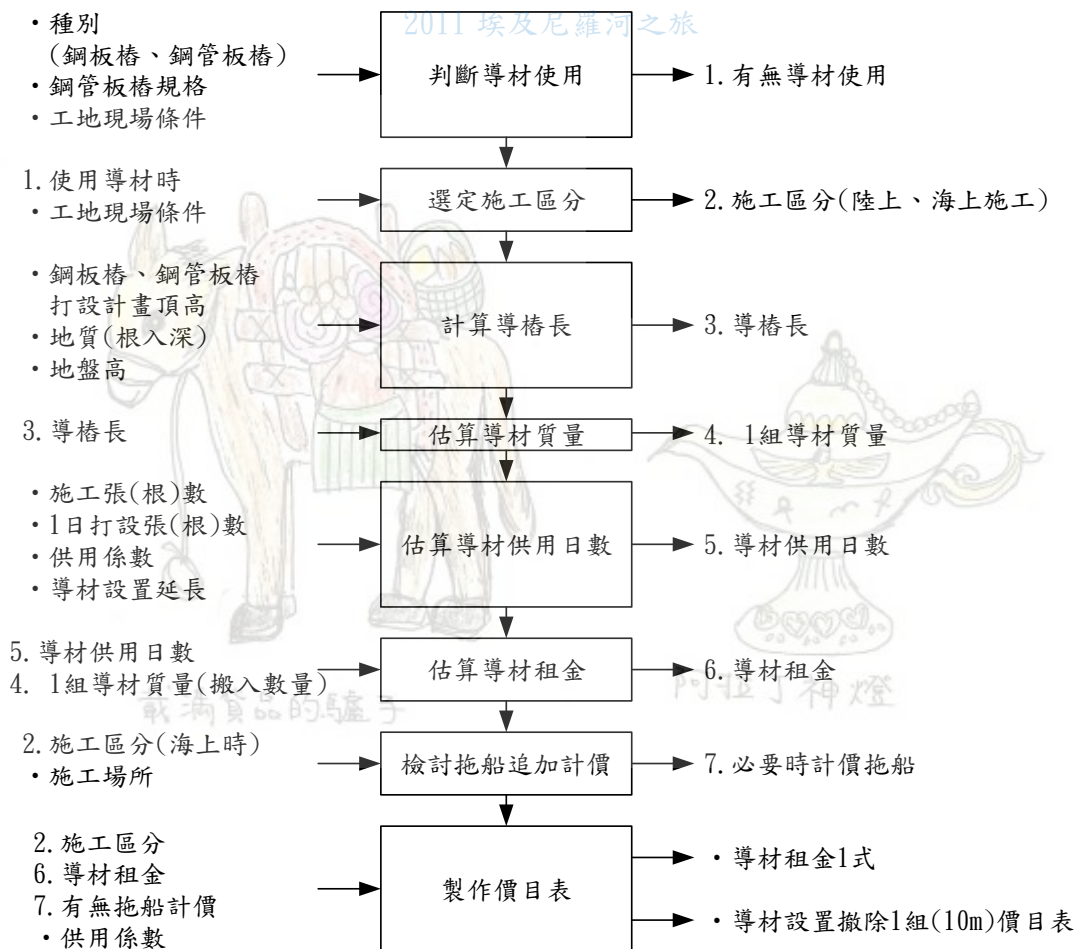 2011 埃及尼羅河之旅
・種別
(鋼板樁、鋼管板樁)
・鋼管板樁規格
・工地現場條件
判斷導材使用
1.有無導材使用
1.使用導材時
・工地現場條件
選定施工區分
2.施工區分(陸上、海上施工)
・鋼板樁、鋼管板樁
打設計畫頂高
・地質(根入深)
・地盤高
計算導樁長
3.導樁長
3.導樁長
估算導材質量
4. 1組導材質量
・施工張(根)數
・1日打設張(根)數
・供用係數
・導材設置延長
估算導材供用日數
5.導材供用日數
5.導材供用日數
4. 1組導材質量(搬入數量)
估算導材租金
6.導材租金
載滿貨品的驢子
阿拉丁神燈
2.施工區分(海上時)
・施工場所
檢討拖船追加計價
7.必要時計價拖船
2.施工區分
6.導材租金
7.有無拖船計價
・供用係數
製作價目表
・導材租金1式
・導材設置撤除1組(10m)價目表